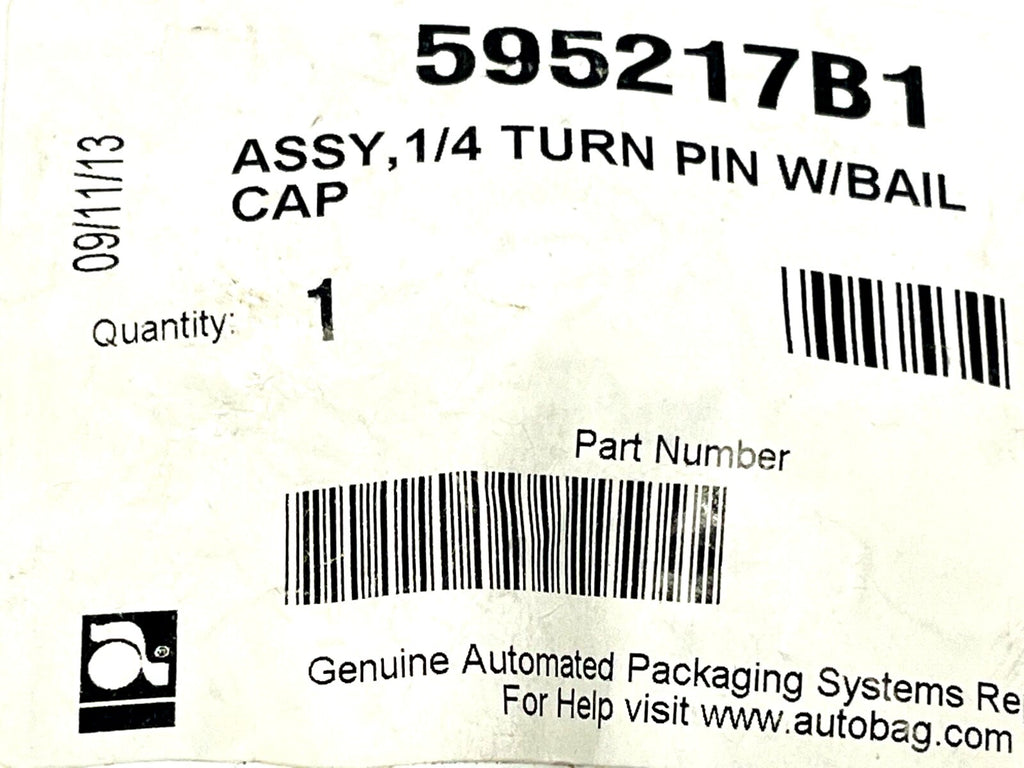 595217B1
ASSY,1/4 TURN PIN W/BAIL
CAP
09/11/13
Quantity: 1
Part Number
Genuine Automated Packaging Systems
For Help visit www.autobag.com